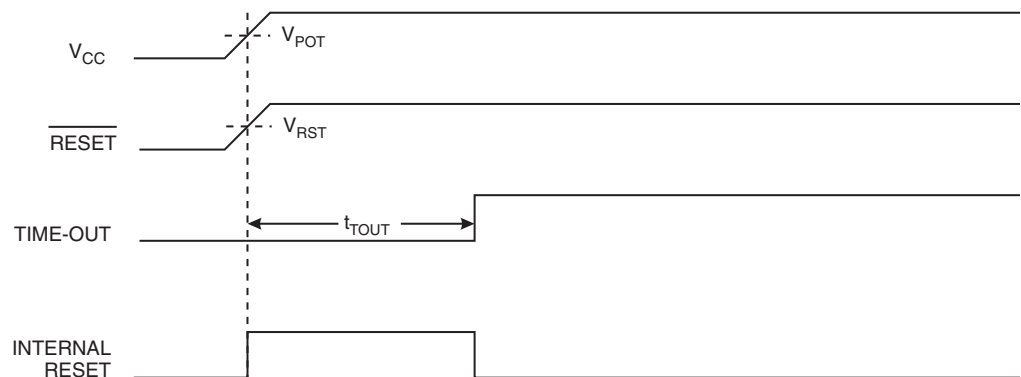 V_CC
V_POT
RESET
V_RST
TIME-OUT
t_TOUT
INTERNAL
RESET